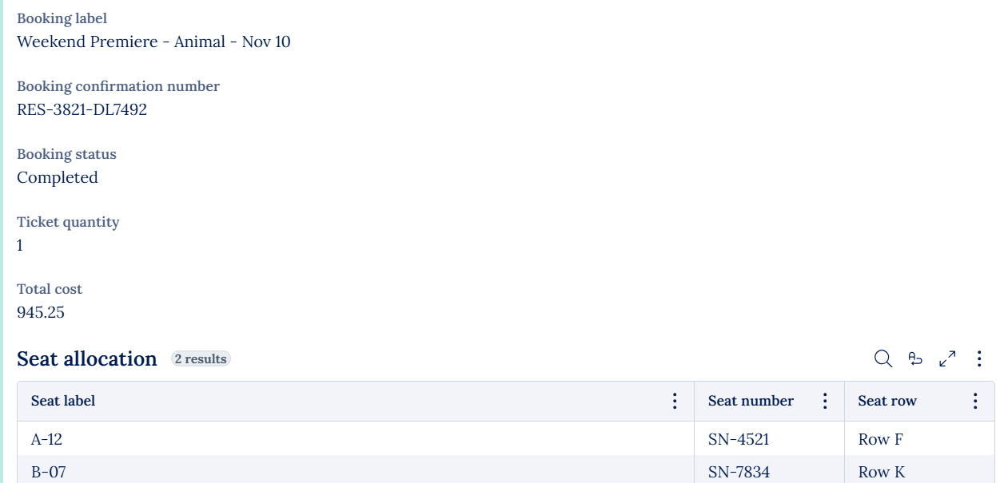 Booking label
Weekend Premiere - Animal - Nov 10
Booking confirmation number
RES-3821-DL7492
Booking status
Completed
Ticket quantity
1
Total cost
945.25
Seat allocation 2 results
Seat label Seat number Seat row
A-12 SN-4521 Row F
B-07 SN-7834 Row K